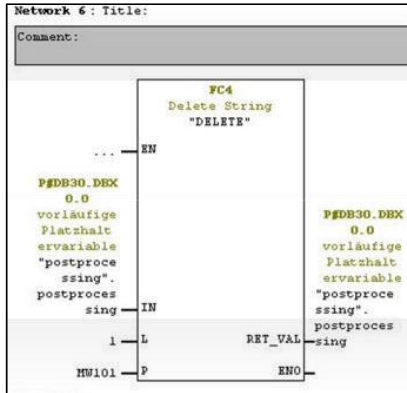 Network 6 : Title:
Comment:
FC4
Delete String
"DELETE"
... EN
P#DB30.DBX
0.0
vorläufige
Platzhalt
ervariable
"postproce
ssing".
postproces
sing IN
1 L
MW101 P
P#DB30.DBX
0.0
vorläufige
Platzhalt
ervariable
"postproce
ssing".
postproces
RET_VAL sing
ENO